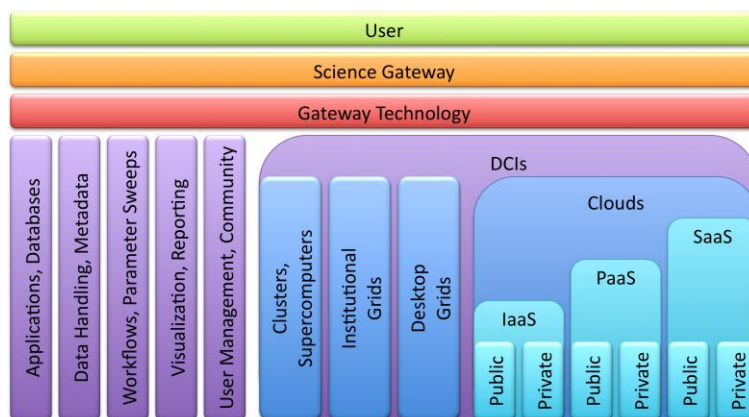 User
Science Gateway
Gateway Technology
Applications, Databases
Data Handling, Metadata
Workflows, Parameter Sweeps
Visualization, Reporting
User Management, Community
DCIs
Clusters,
Supercomputers
Institutional
Grids
Desktop
Grids
Clouds
IaaS
Public
Private
PaaS
Public
Private
SaaS
Public
Private